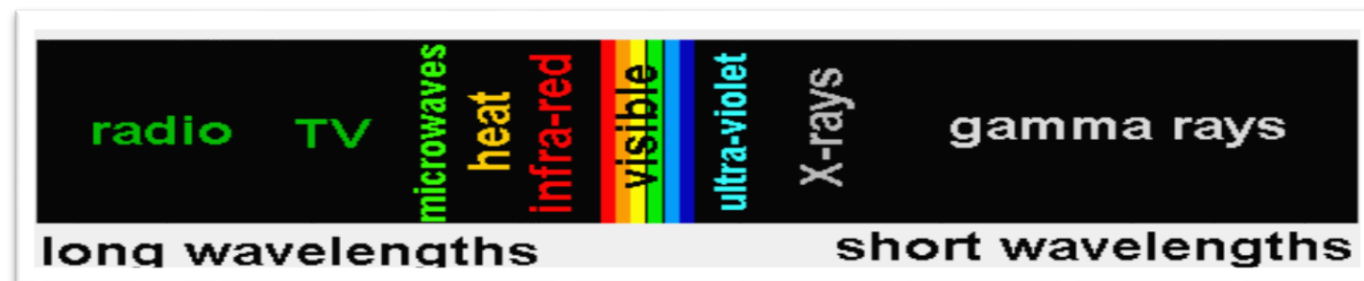 radio TV microwaves heat infra-red visible ultra-violet X-rays gamma rays
long wavelengths short wavelengths